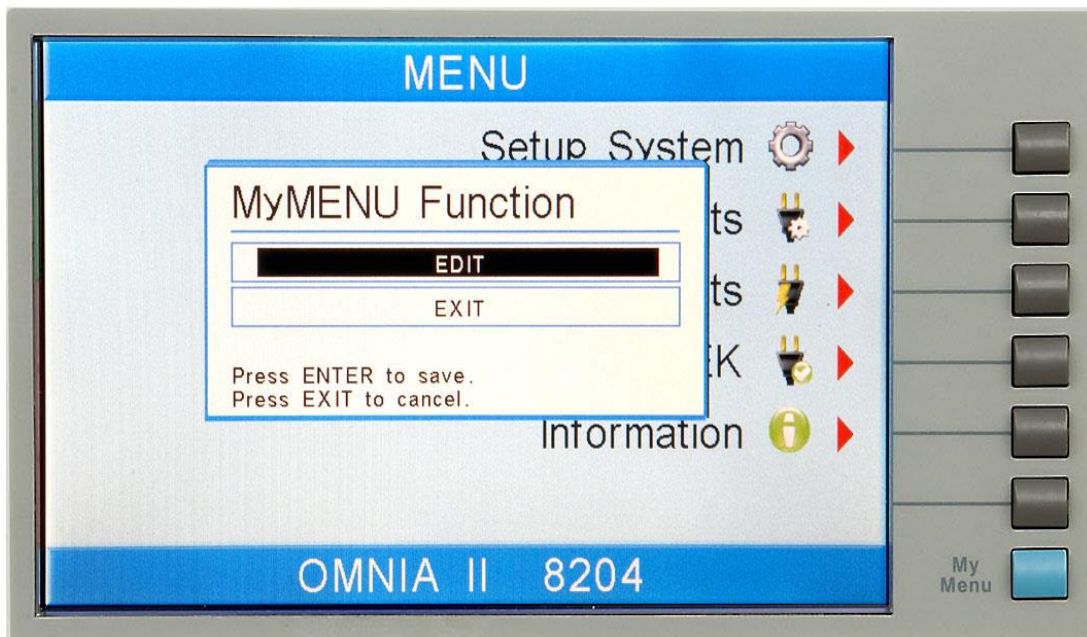 MENU
Setup System
MyMENU Function
ts
EDIT
ts
EXIT
EK
Press ENTER to save.
Press EXIT to cancel.
Information
OMNIA II 8204
My
Menu